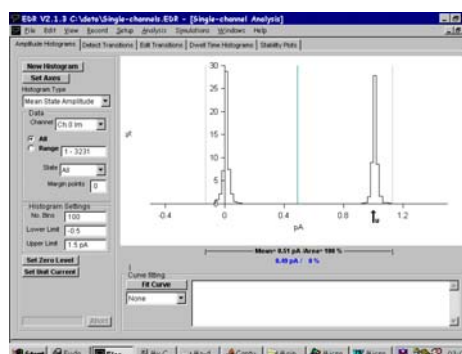 EDR V2.1.3 C:\data\Single-channels.EDR - [Single-channel Analysis]
File Edit View Record Setup Analysis Simulations Windows Help
Amplitude Histograms Detect Transitions Edit Transitions Dwell Time Histograms Stability Plots
New Histogram
Set Axes
Histogram Type
Mean State Amplitude
Data
Channel Ch.0 Im
All
Range 1 - 3231
State All
Margin points 0
Histogram Settings
No. Bins 100
Lower Limit -0.5
Upper Limit 1.5 pA
Set Zero Level
Set Unit Current
Abort
30
25
20
15
10
5
0
-0.4 0 0.4 0.8 1.2
pA
Mean= 0.51 pA /Area= 100 %
0.49 pA / 0 %
Curve fitting
Fit Curve
None
Start